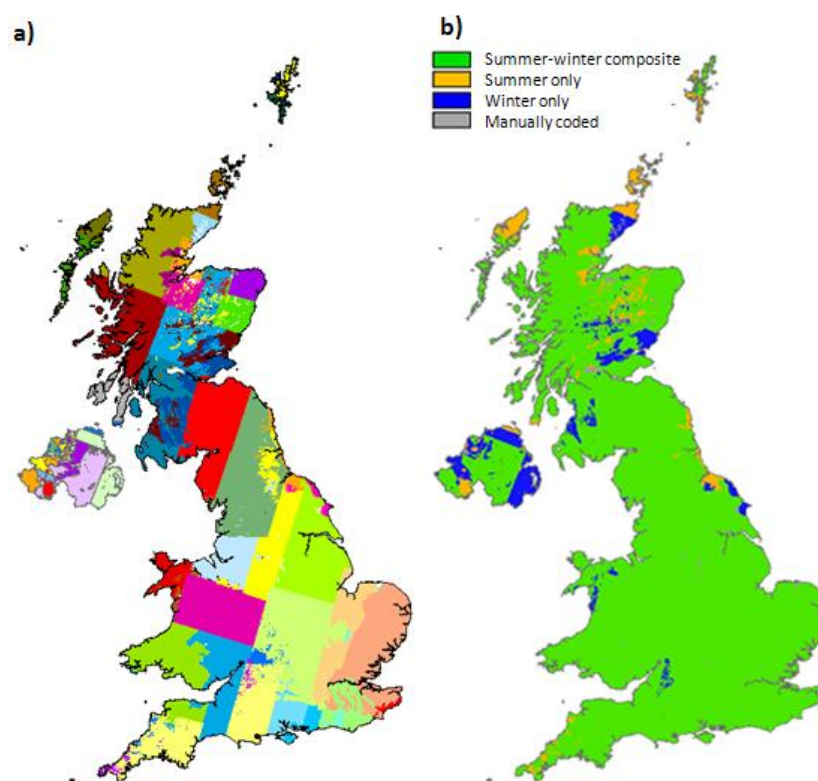 a)
b)
Summer-winter composite
Summer only
Winter only
Manually coded